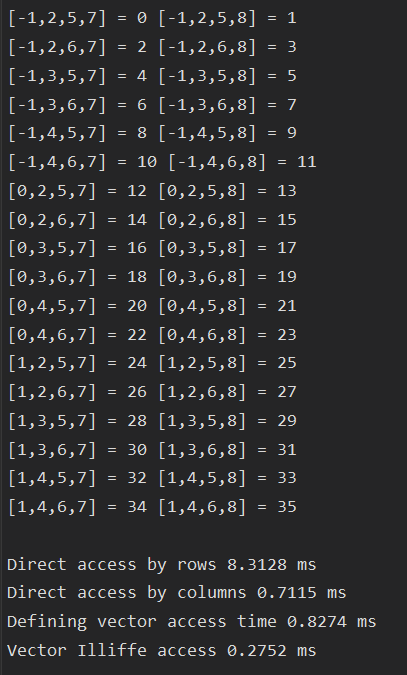 [-1,2,5,7] = 0 [-1,2,5,8] = 1
[-1,2,6,7] = 2 [-1,2,6,8] = 3
[-1,3,5,7] = 4 [-1,3,5,8] = 5
[-1,3,6,7] = 6 [-1,3,6,8] = 7
[-1,4,5,7] = 8 [-1,4,5,8] = 9
[-1,4,6,7] = 10 [-1,4,6,8] = 11
[0,2,5,7] = 12 [0,2,5,8] = 13
[0,2,6,7] = 14 [0,2,6,8] = 15
[0,3,5,7] = 16 [0,3,5,8] = 17
[0,3,6,7] = 18 [0,3,6,8] = 19
[0,4,5,7] = 20 [0,4,5,8] = 21
[0,4,6,7] = 22 [0,4,6,8] = 23
[1,2,5,7] = 24 [1,2,5,8] = 25
[1,2,6,7] = 26 [1,2,6,8] = 27
[1,3,5,7] = 28 [1,3,5,8] = 29
[1,3,6,7] = 30 [1,3,6,8] = 31
[1,4,5,7] = 32 [1,4,5,8] = 33
[1,4,6,7] = 34 [1,4,6,8] = 35
Direct access by rows 8.3128 ms
Direct access by columns 0.7115 ms
Defining vector access time 0.8274 ms
Vector Illiffe access 0.2752 ms